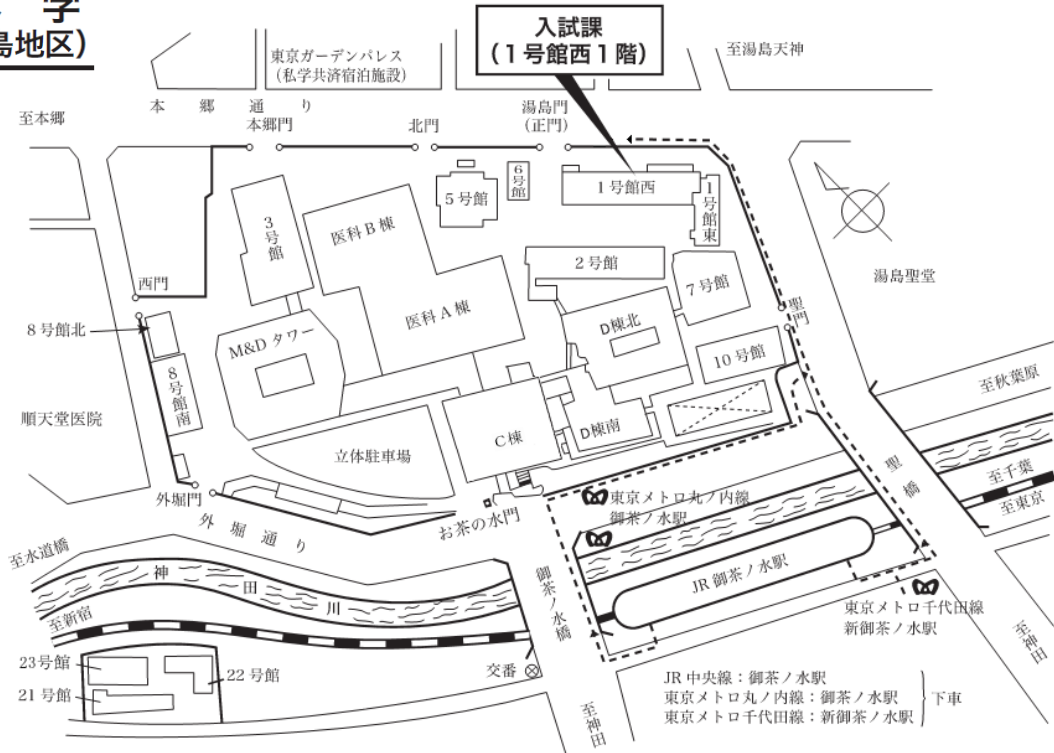 学
島地区)
入試課
(1号館西1階)
至湯島天神
東京ガーデンパレス
(私学共済宿泊施設)
本郷通り
至本郷
本郷門
北門
湯島門
(正門)
6号館
5号館
1号館西
1号館東
3号館
医科B棟
2号館
7号館
湯島聖堂
西門
聖門
8号館北
医科A棟
D棟北
M&Dタワー
10号館
8号館南
至秋葉原
順天堂医院
C棟
D棟南
立体駐車場
聖橋
至千葉
至東京
外堀門
外堀通り
お茶の水門
東京メトロ丸ノ内線
御茶ノ水駅
至水道橋
神田川
御茶ノ水橋
JR御茶ノ水駅
至新宿
東京メトロ千代田線
新御茶ノ水駅
至神田
23号館
22号館
21号館
交番
至神田
JR中央線:御茶ノ水駅
東京メトロ丸ノ内線:御茶ノ水駅
東京メトロ千代田線:新御茶ノ水駅
下車